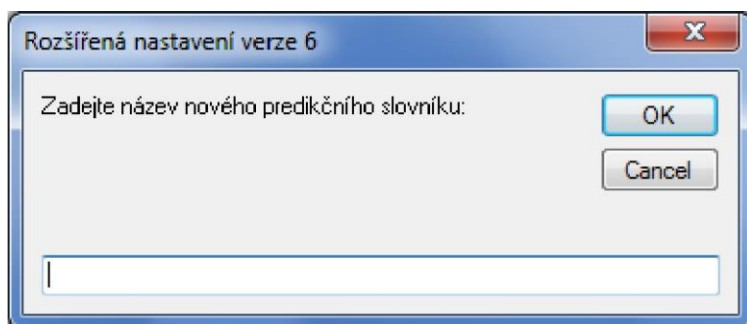 Rozšířená nastavení verze 6
Zadejte název nového predikčního slovníku:
OK
Cancel